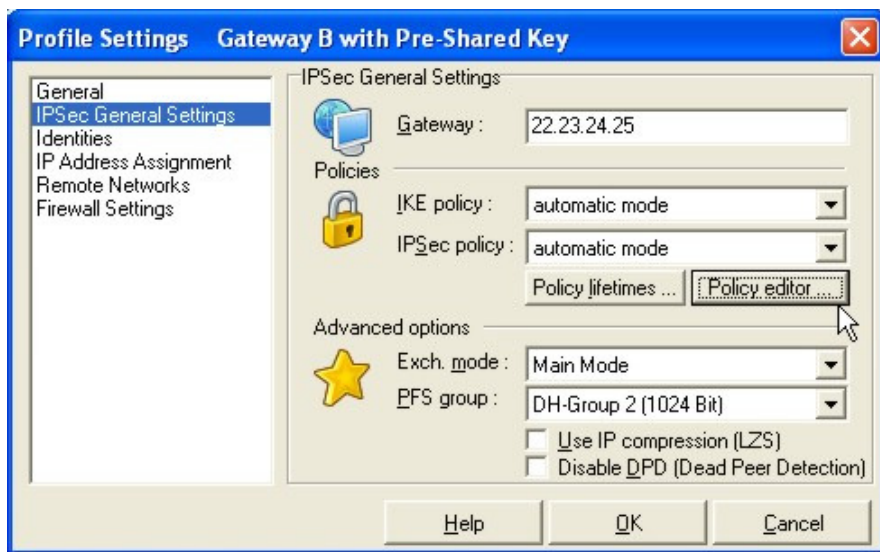 Profile Settings Gateway B with Pre-Shared Key
General
IPSec General Settings
Identities
IP Address Assignment
Remote Networks
Firewall Settings
IPSec General Settings
Gateway : 22.23.24.25
Policies
IKE policy : automatic mode
IPSec policy : automatic mode
Policy lifetimes ... Policy editor ...
Advanced options
Exch. mode : Main Mode
PFS group : DH-Group 2 (1024 Bit)
Use IP compression (LZS)
Disable DPD (Dead Peer Detection)
Help OK Cancel